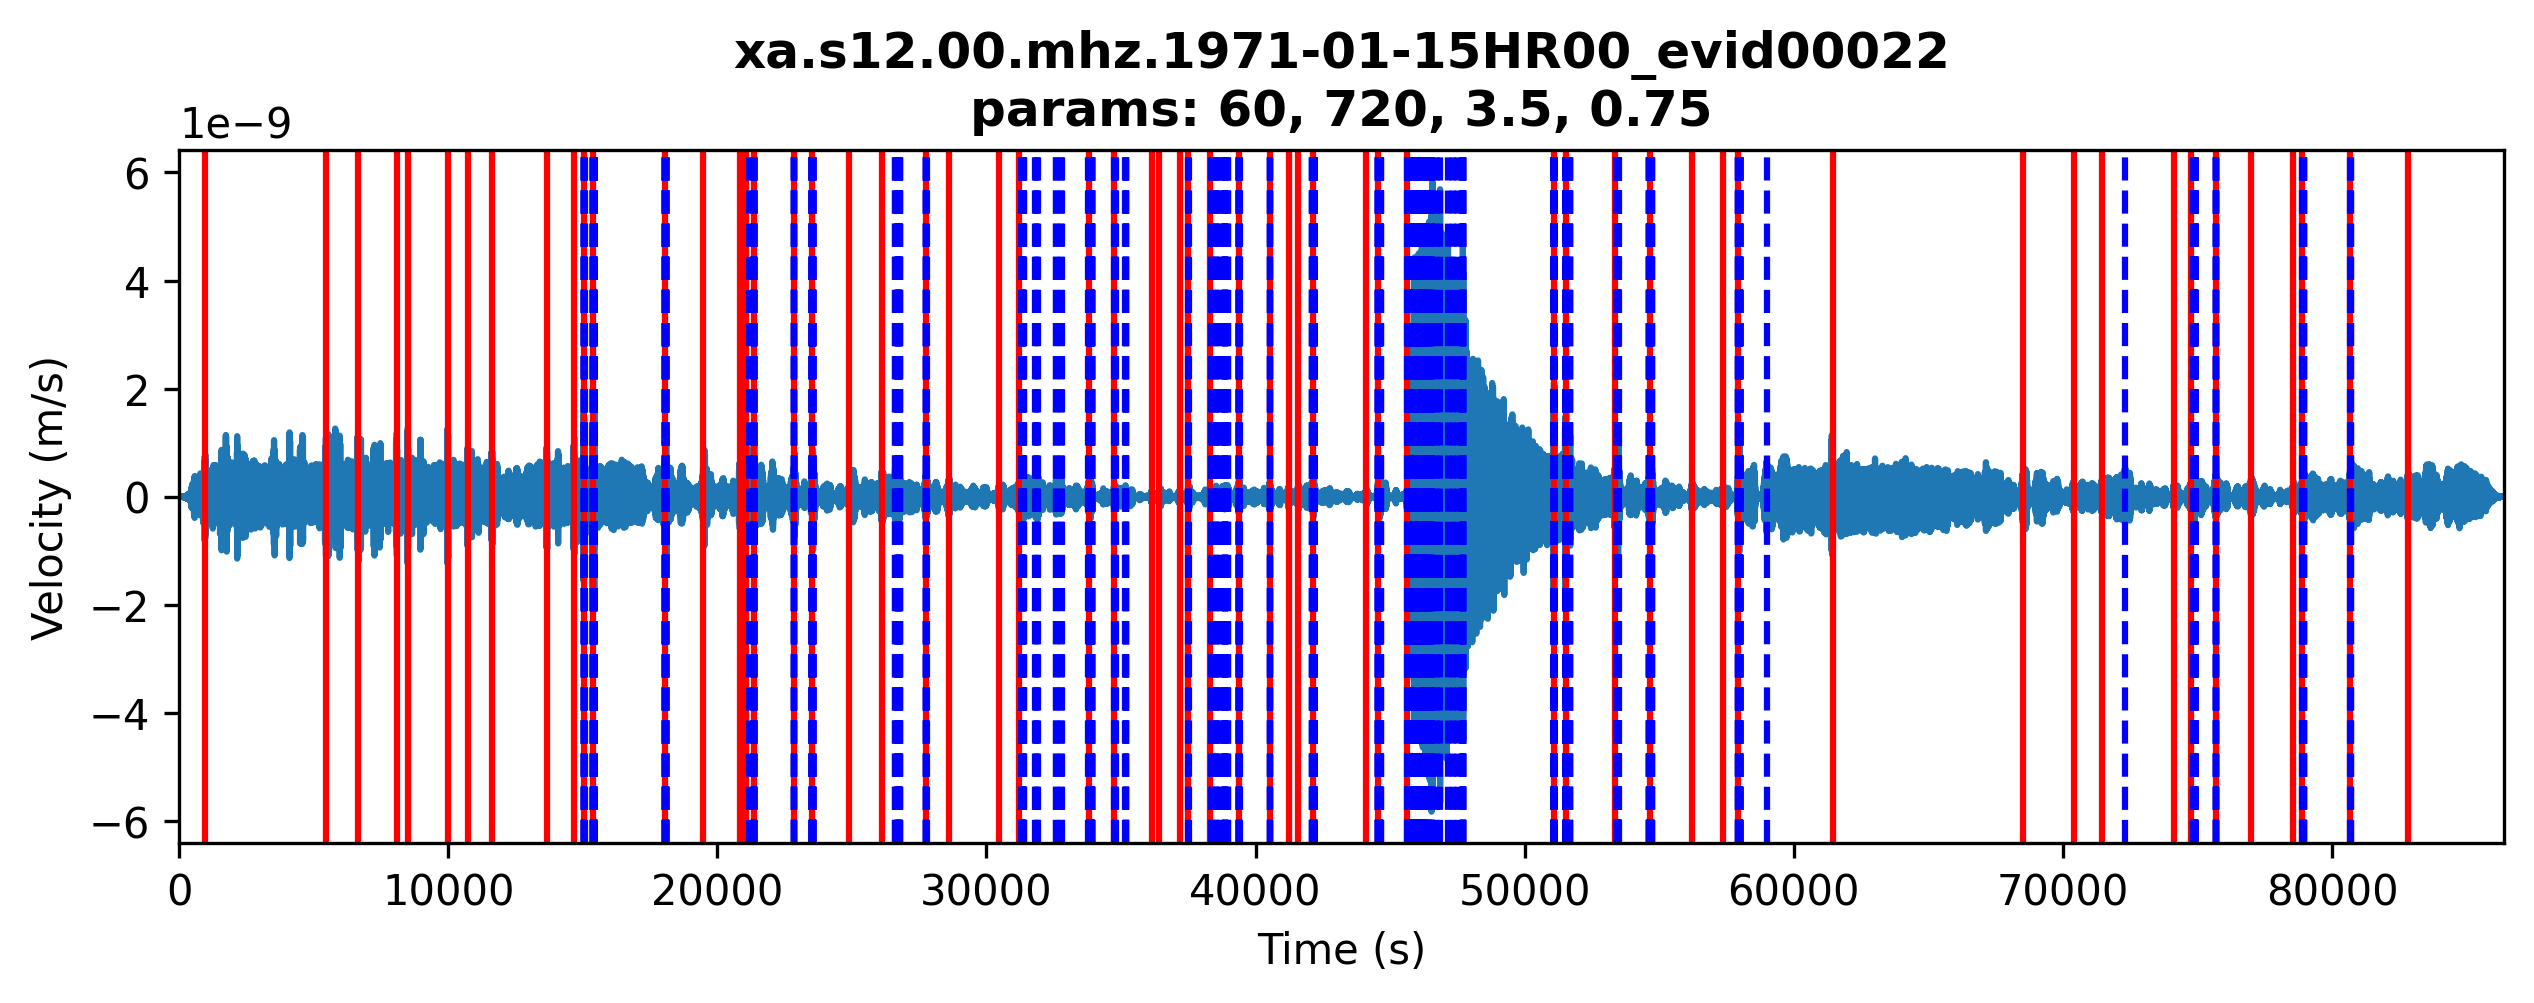 xa.s12.00.mhz.1971-01-15HR00_evid00022
params: 60, 720, 3.5, 0.75
1e−9
6
4
2
0
−2
−4
−6
Velocity (m/s)
0 10000 20000 30000 40000 50000 60000 70000 80000
Time (s)